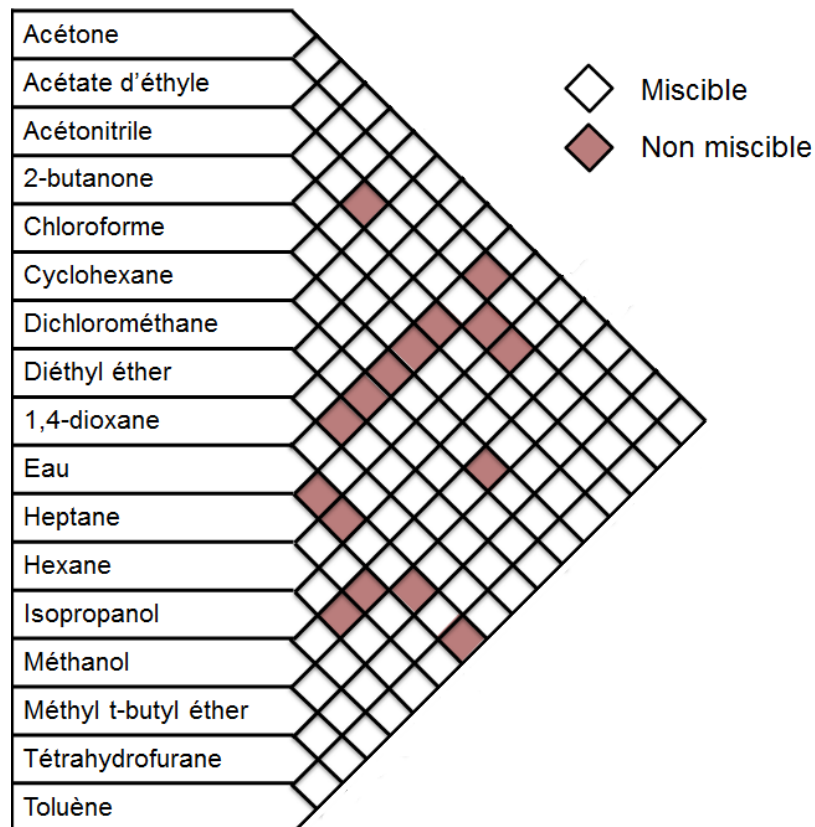 Acétone
Acétate d'éthyle
Acétonitrile
2-butanone
Chloroforme
Cyclohexane
Dichlorométhane
Diéthyl éther
1,4-dioxane
Eau
Heptane
Hexane
Isopropanol
Méthanol
Méthyl t-butyl éther
Tétrahydrofurane
Toluène
Miscible
Non miscible